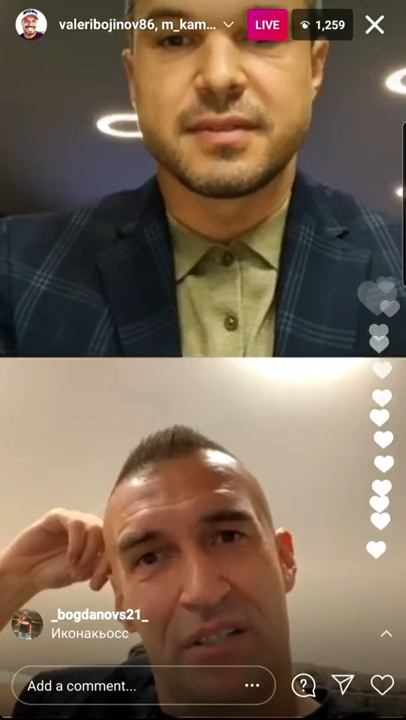 valeribojinov86, m_kam...
LIVE
1,259
_bogdanovs21_
Иконакьосс
Add a comment...